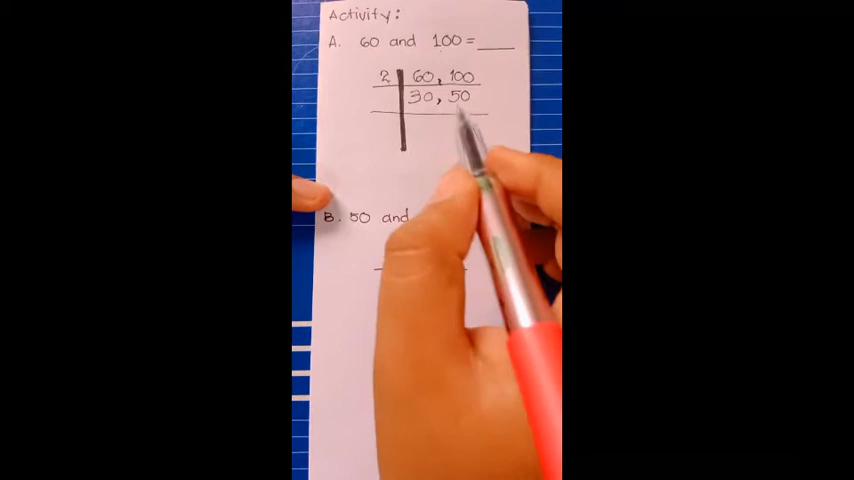 Activity:
A. 60 and 100 = ____
2 60, 100
30, 50
B. 50 and